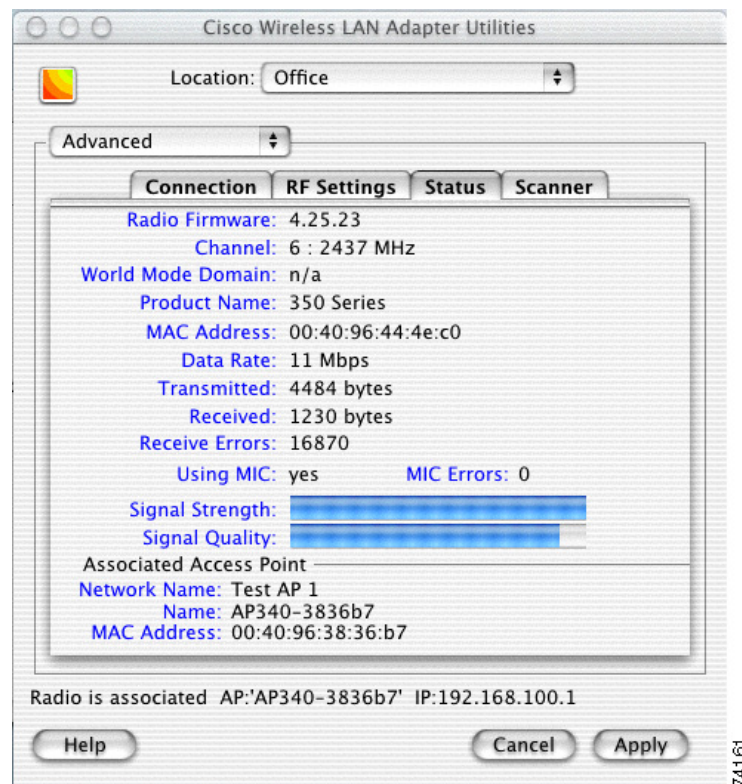 Cisco Wireless LAN Adapter Utilities
Location: Office
Advanced
Connection RF Settings Status Scanner
Radio Firmware: 4.25.23
Channel: 6 : 2437 MHz
World Mode Domain: n/a
Product Name: 350 Series
MAC Address: 00:40:96:44:4e:c0
Data Rate: 11 Mbps
Transmitted: 4484 bytes
Received: 1230 bytes
Receive Errors: 16870
Using MIC: yes MIC Errors: 0
Signal Strength:
Signal Quality:
Associated Access Point
Network Name: Test AP 1
Name: AP340-3836b7
MAC Address: 00:40:96:38:36:b7
Radio is associated AP:'AP340-3836b7' IP:192.168.100.1
Help Cancel Apply
74161